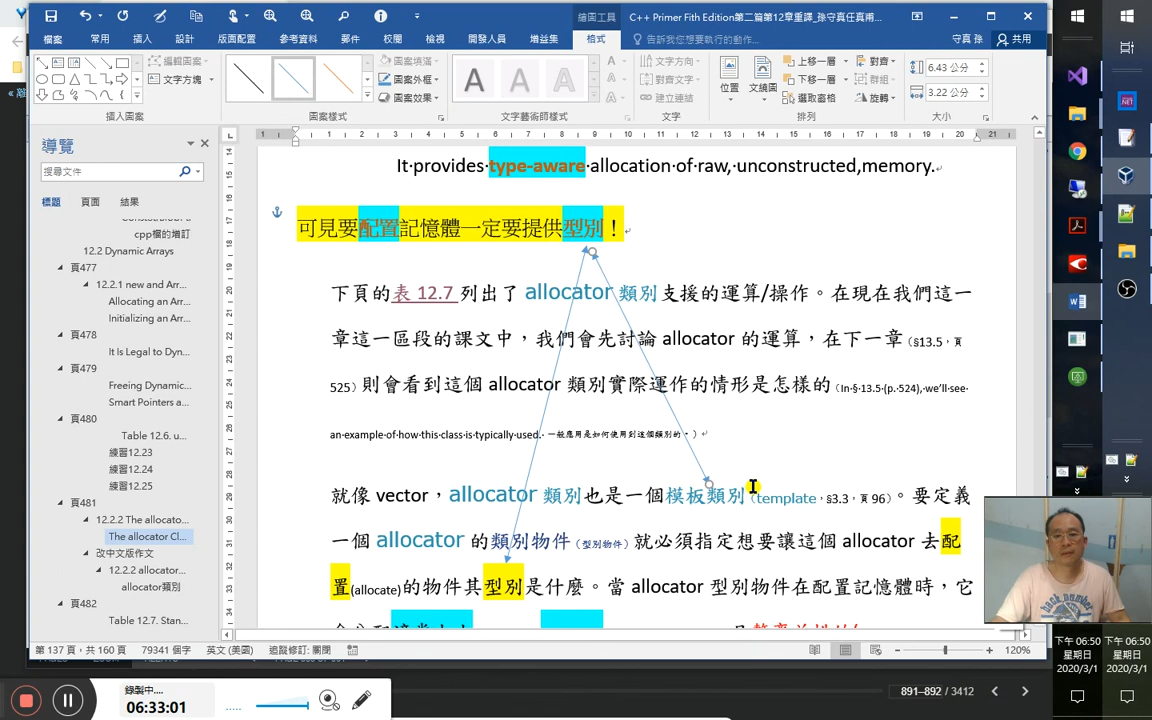 繪圖工具
C++ Primer Fith Edition第二篇第12章重譯_孫守真任真甫...
檔案 常用 插入 設計 版面配置 參考資料 郵件 校閱 檢視 開發人員 增益集 格式 告訴我您想要執行的動作... 守真 孫 共用
編輯圖案
文字方塊
插入圖案
圖案填滿
圖案外框
圖案效果
圖案樣式
A A A
文字藝術師樣式
文字方向
對齊文字
建立連結
文字
位置
文繞圖
上移一層
下移一層
選取窗格
對齊
群組
旋轉
排列
6.43 公分
3.22 公分
大小
導覽
搜尋文件
標題 頁面 結果
cpp檔的增訂
12.2 Dynamic Arrays
頁477
12.2.1 new and Arr...
Allocating an Arr...
Initializing an Arr...
頁478
It Is Legal to Dyn...
頁479
Freeing Dynamic...
Smart Pointers a...
頁480
Table 12.6. u...
練習12.23
練習12.24
練習12.25
頁481
12.2.2 The allocato...
The allocator Cl...
改中文版作文
12.2.2 allocator...
allocator類別
頁482
Table 12.7. Stan...
It provides type-aware allocation of raw, unconstructed,memory.
可見要配置記憶體一定要提供型別！
下頁的表 12.7 列出了 allocator 類別支援的運算/操作。在現在我們這一
章這一區段的課文中，我們會先討論 allocator 的運算，在下一章（§13.5，頁
525）則會看到這個 allocator 類別實際運作的情形是怎樣的（In § 13.5 (p. 524), we'll see
an example of how this class is typically used. 一般應用是如何使用到這個類別的。）
就像 vector，allocator 類別也是一個模板類別（template，§3.3，頁 96）。要定義
一個 allocator 的類別物件（型別物件）就必須指定想要讓這個 allocator 去配
置(allocate)的物件其型別是什麼。當 allocator 型別物件在配置記憶體時，它
第 137 頁，共 160 頁 79341 個字 英文 (美國) 追蹤修訂: 關閉 120%
錄製中....
06:33:01
891–892 / 3412
下午 06:50
星期日
2020/3/1
下午 06:50
星期日
2020/3/1